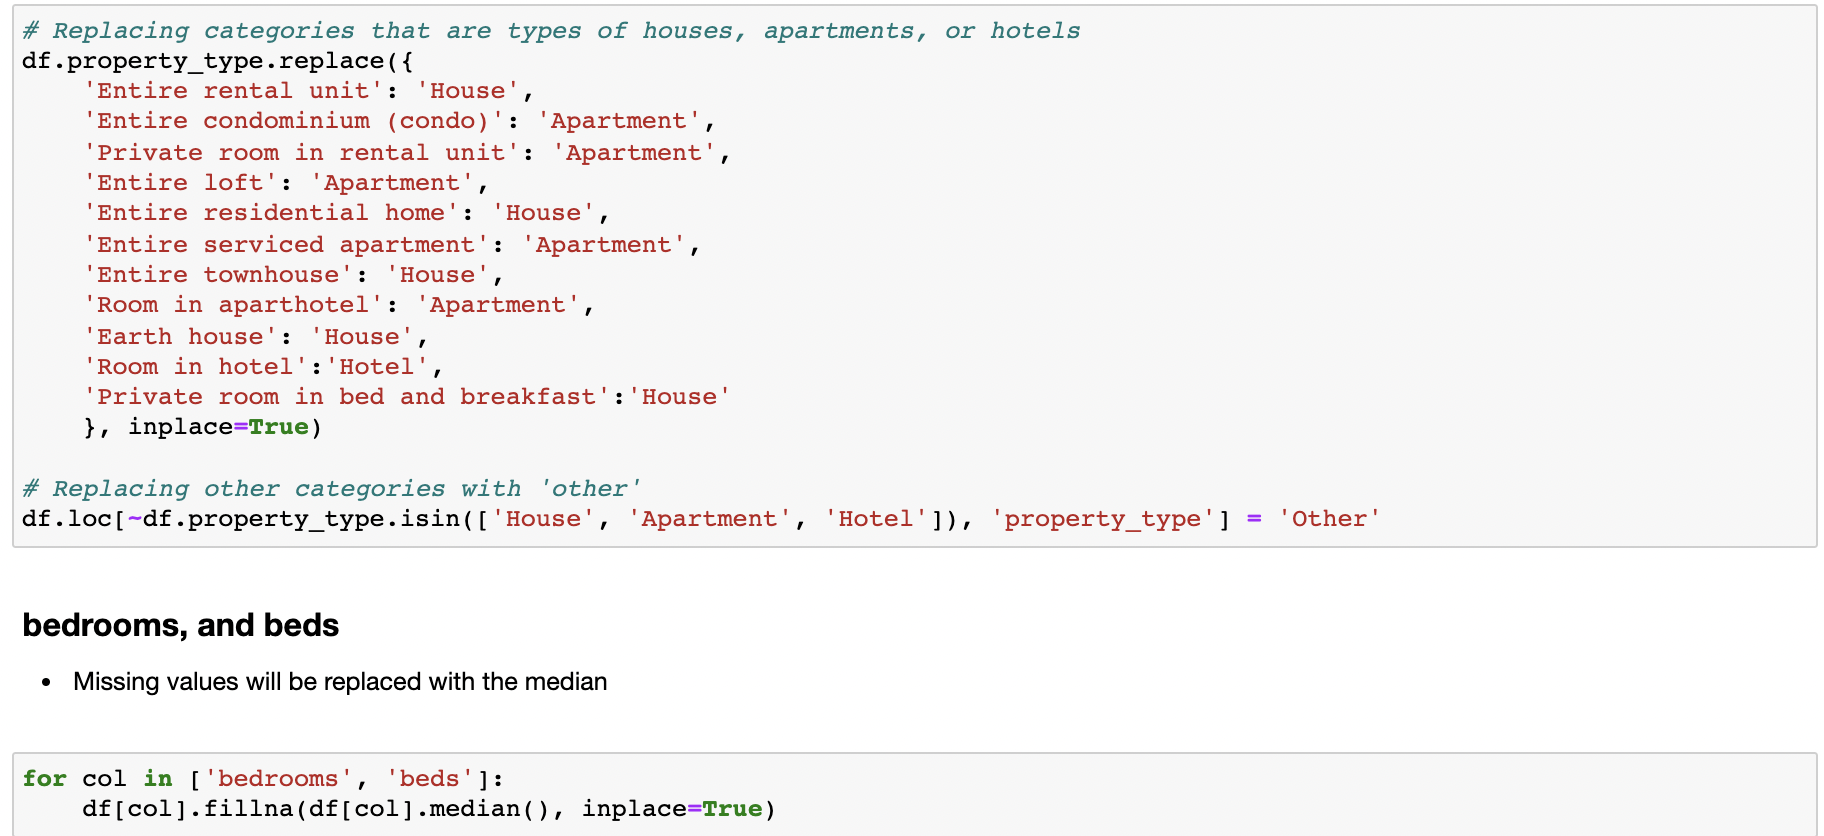 # Replacing categories that are types of houses, apartments, or hotels
df.property_type.replace({
    'Entire rental unit': 'House',
    'Entire condominium (condo)': 'Apartment',
    'Private room in rental unit': 'Apartment',
    'Entire loft': 'Apartment',
    'Entire residential home': 'House',
    'Entire serviced apartment': 'Apartment',
    'Entire townhouse': 'House',
    'Room in aparthotel': 'Apartment',
    'Earth house': 'House',
    'Room in hotel':'Hotel',
    'Private room in bed and breakfast':'House'
    }, inplace=True)
# Replacing other categories with 'other'
df.loc[~df.property_type.isin(['House', 'Apartment', 'Hotel']), 'property_type'] = 'Other'
bedrooms, and beds
• Missing values will be replaced with the median
for col in ['bedrooms', 'beds']:
    df[col].fillna(df[col].median(), inplace=True)